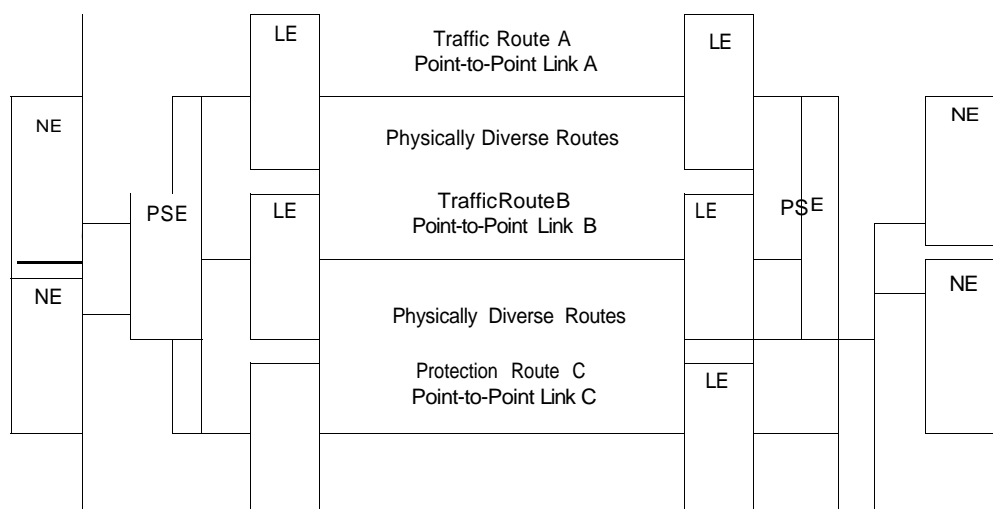 LE
Traffic Route A
LE
Point-to-Point Link A
NE
NE
Physically Diverse Routes
PSE
LE
TrafficRouteB
LE
PSE
Point-to-Point Link B
NE
NE
Physically Diverse Routes
Protection Route C
LE
Point-to-Point Link C